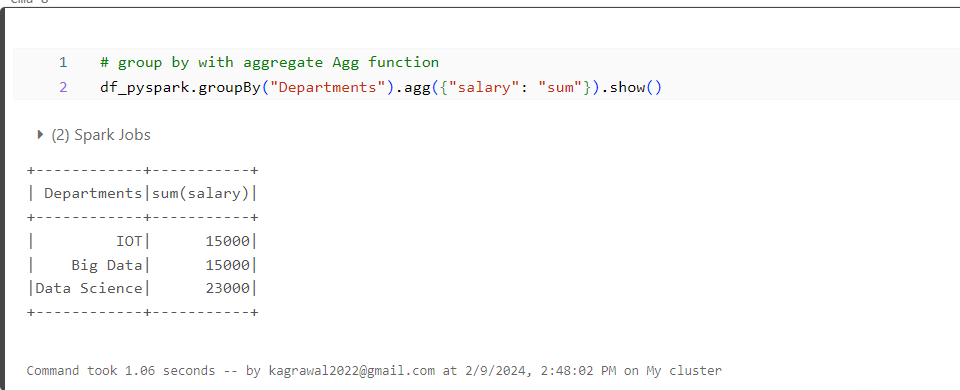 1 # group by with aggregate Agg function
2 df_pyspark.groupBy("Departments").agg({"salary": "sum"}).show()
(2) Spark Jobs
+------------+-----------+
| Departments|sum(salary)|
+------------+-----------+
|         IOT|      15000|
|    Big Data|      15000|
|Data Science|      23000|
+------------+-----------+
Command took 1.06 seconds -- by kagrawal2022@gmail.com at 2/9/2024, 2:48:02 PM on My cluster